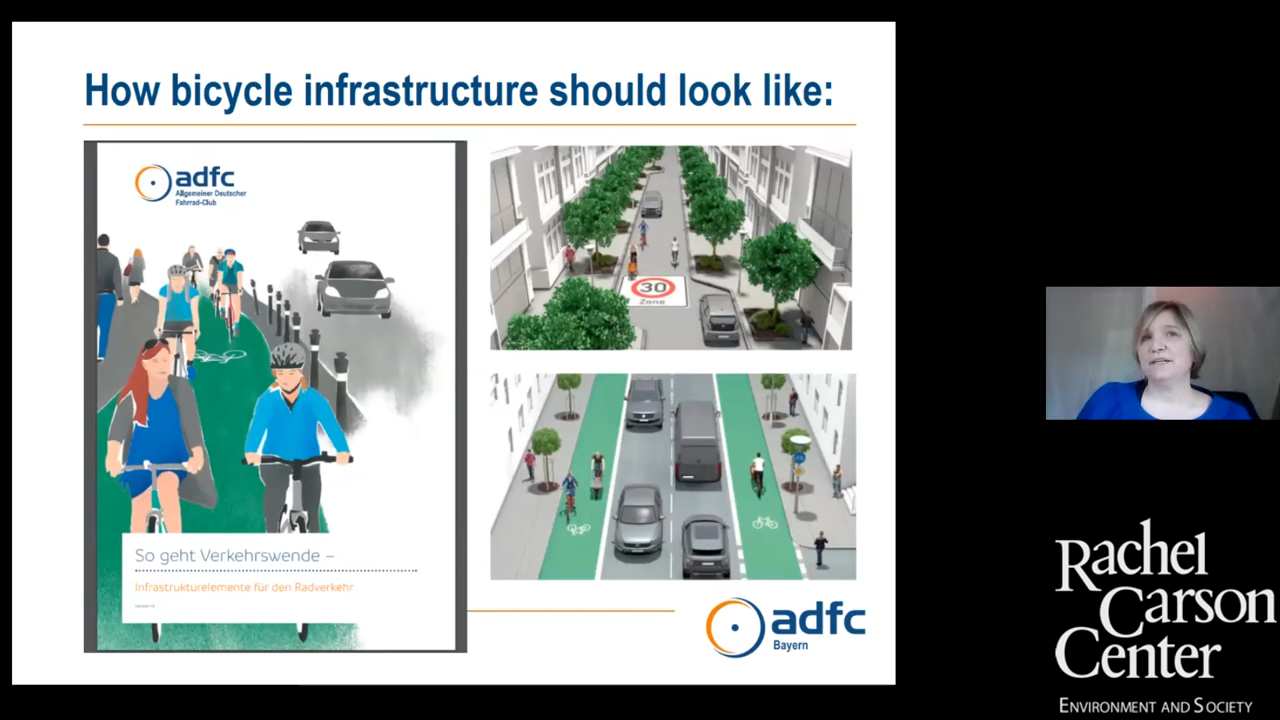 How bicycle infrastructure should look like:
adfc
Allgemeiner Deutscher
Fahrrad-Club
So geht Verkehrswende –
Infrastrukturelemente für den Radverkehr
30
Zone
adfc
Bayern
Rachel
Carson
Center
ENVIRONMENT AND SOCIETY